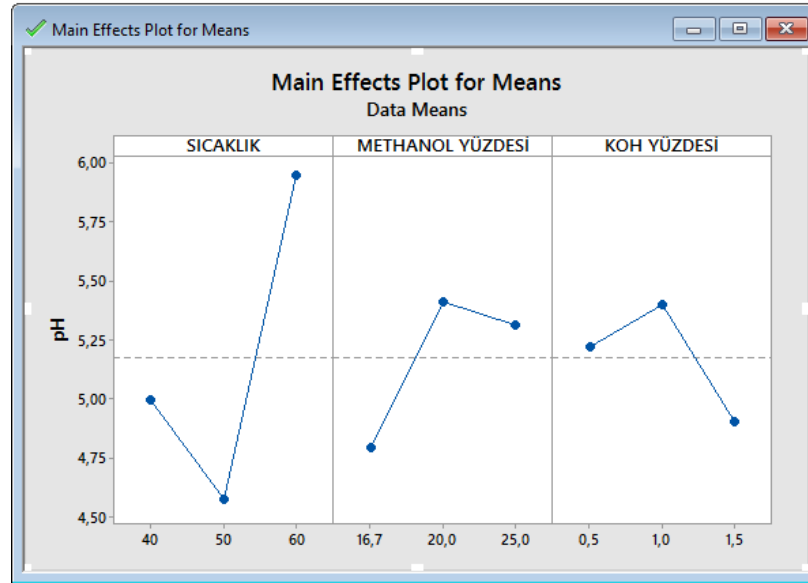 Main Effects Plot for Means
Main Effects Plot for Means
Data Means
SICAKLIK METHANOL YÜZDESİ KOH YÜZDESİ
6,00
5,75
5,50
5,25
5,00
4,75
4,50
pH
40 50 60 16,7 20,0 25,0 0,5 1,0 1,5